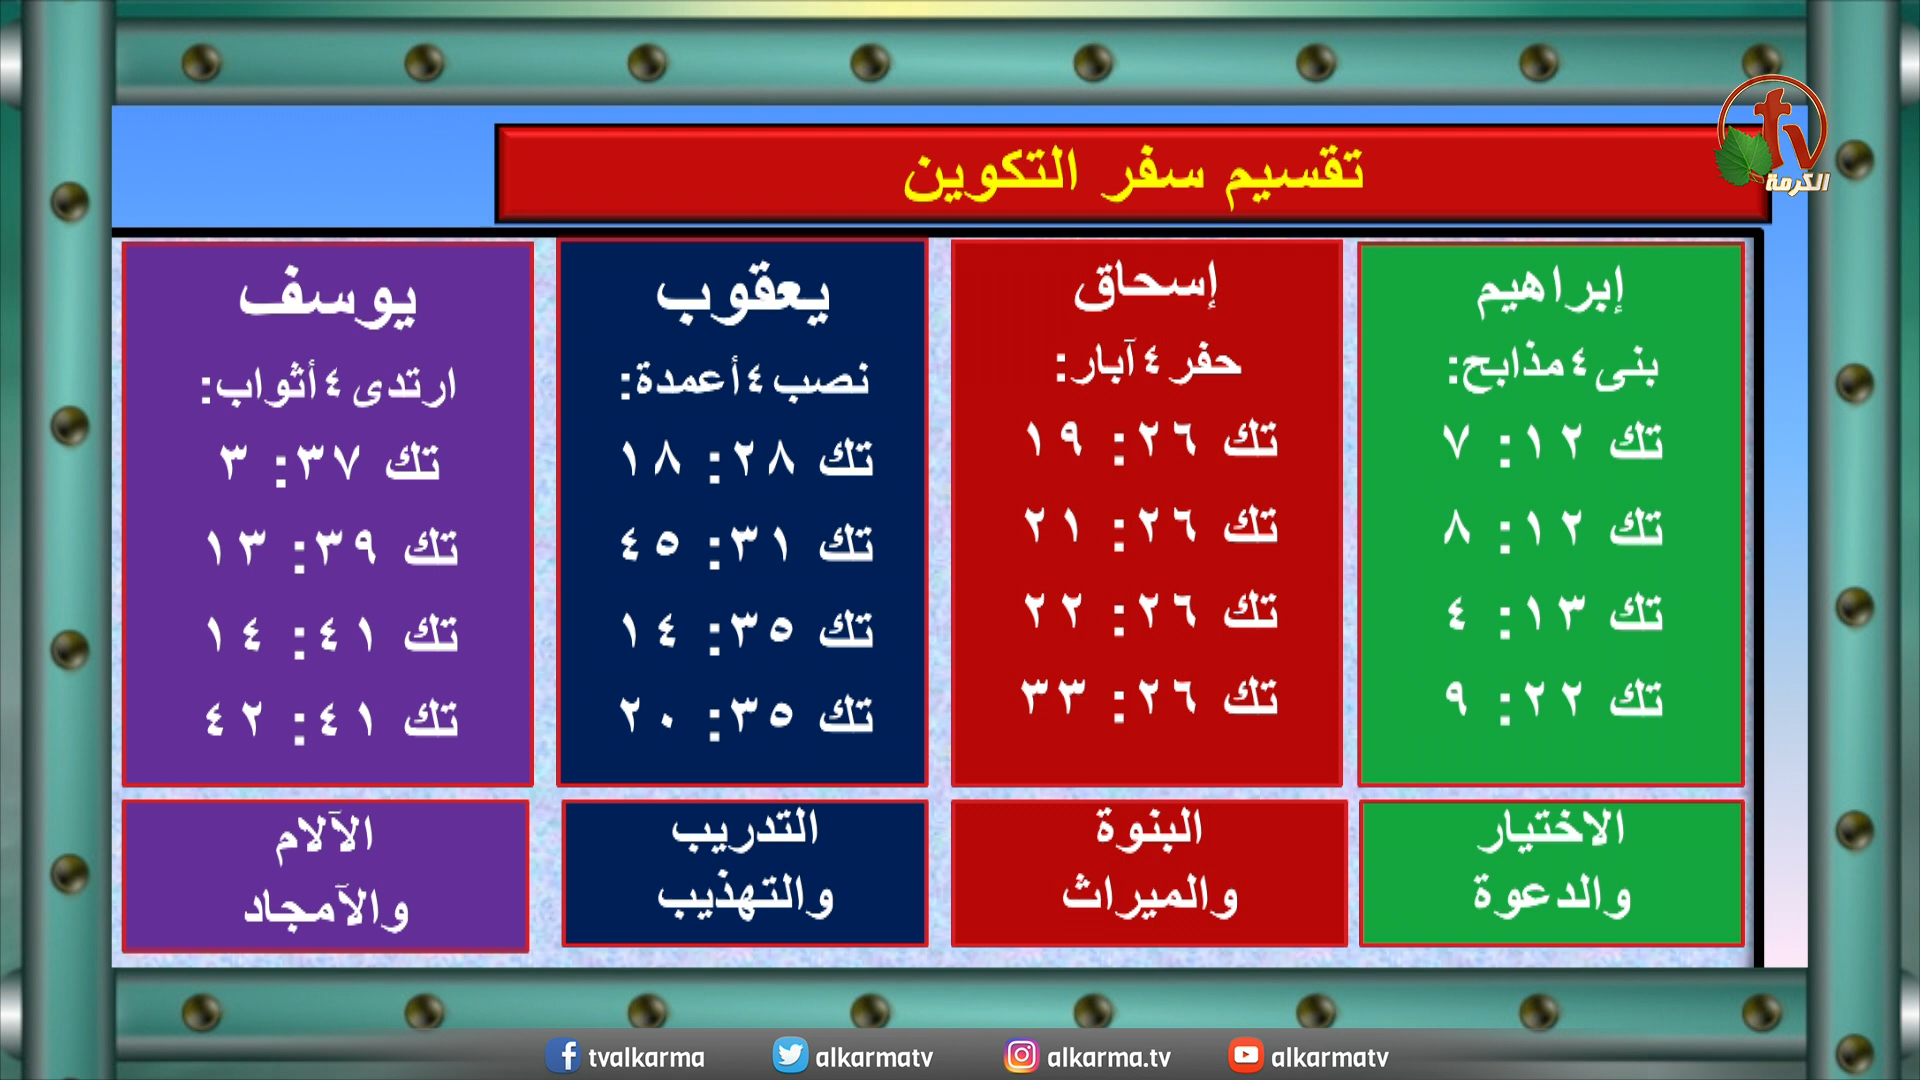 tv
الكرمة
تقسيم سفر التكوين
إبراهيم
بنى ٤ مذابح:
تك ١٢: ٧
تك ١٢: ٨
تك ١٣: ٤
تك ٢٢: ٩
الاختيار
والدعوة
إسحاق
حفر ٤ آبار:
تك ٢٦: ١٩
تك ٢٦: ٢١
تك ٢٦: ٢٢
تك ٢٦: ٣٣
البنوة
والميراث
يعقوب
نصب ٤ أعمدة:
تك ٢٨: ١٨
تك ٣١: ٤٥
تك ٣٥: ١٤
تك ٣٥: ٢٠
التدريب
والتهذيب
يوسف
ارتدى ٤ أثواب:
تك ٣٧: ٣
تك ٣٩: ١٣
تك ٤١: ١٤
تك ٤١: ٤٢
الآلام
والآمجاد
tvalkarma alkarmatv alkarma.tv alkarmatv